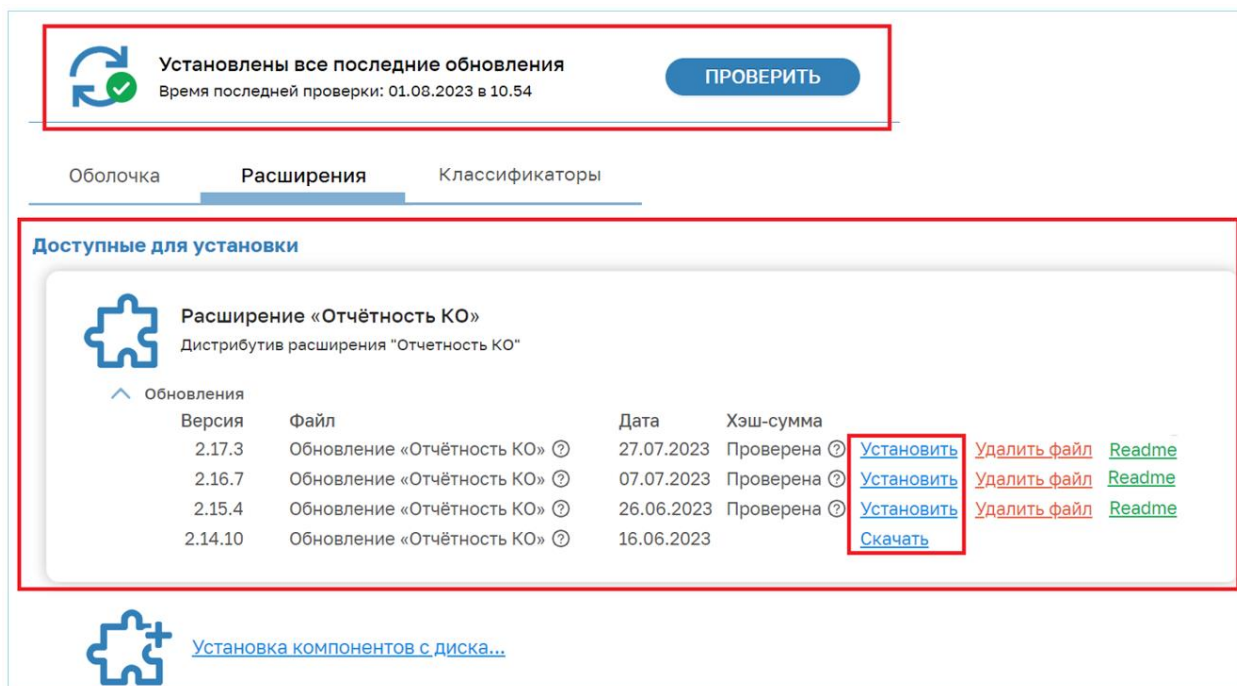 Установлены все последние обновления
Время последней проверки: 01.08.2023 в 10.54
ПРОВЕРИТЬ
Оболочка Расширения Классификаторы
Доступные для установки
Расширение «Отчётность КО»
Дистрибутив расширения "Отчетность КО"
Обновления
Версия Файл Дата Хэш-сумма
2.17.3 Обновление «Отчётность КО» ? 27.07.2023 Проверена ? Установить Удалить файл Readme
2.16.7 Обновление «Отчётность КО» ? 07.07.2023 Проверена ? Установить Удалить файл Readme
2.15.4 Обновление «Отчётность КО» ? 26.06.2023 Проверена ? Установить Удалить файл Readme
2.14.10 Обновление «Отчётность КО» ? 16.06.2023 Скачать
Установка компонентов с диска...